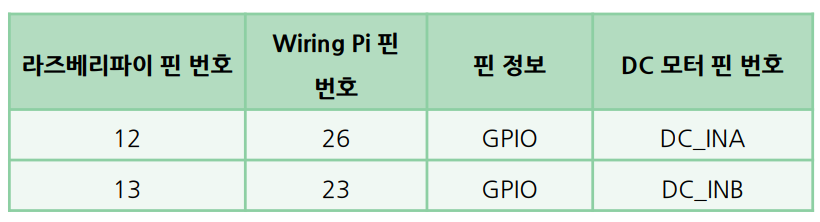 라즈베리파이 핀 번호 Wiring Pi 핀 번호 핀 정보 DC 모터 핀 번호
12 26 GPIO DC_INA
13 23 GPIO DC_INB